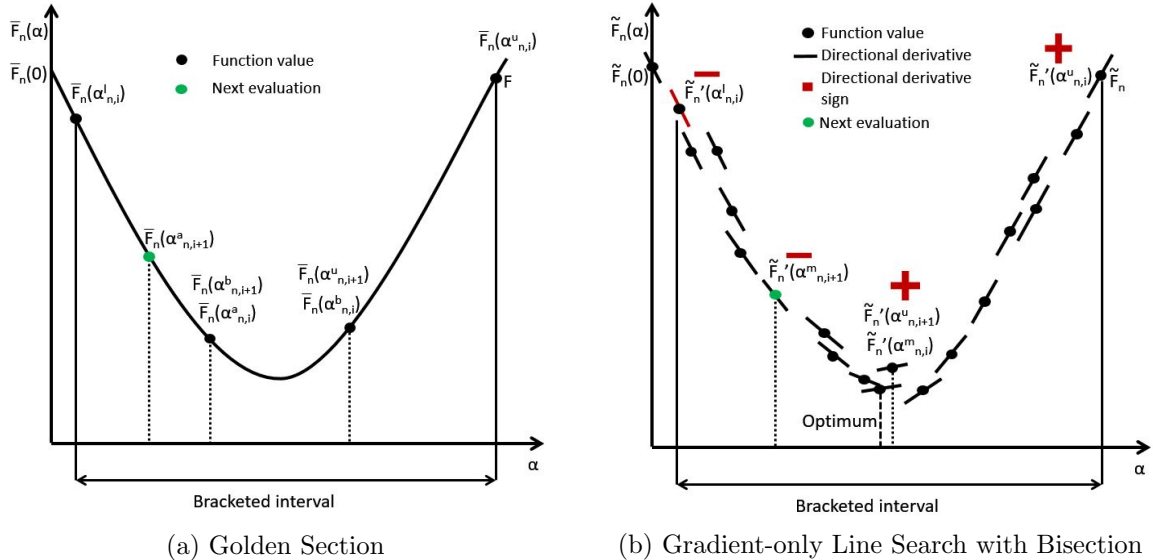 F̅ₙ(α)
F̅ₙ(0)
F̅ₙ(αˡₙ,ᵢ)
Function value
Next evaluation
F̅ₙ(αᵘₙ,ᵢ)
F
F̅ₙ(αᵃₙ,ᵢ₊₁)
F̅ₙ(αᵇₙ,ᵢ₊₁)
F̅ₙ(αᵃₙ,ᵢ)
F̅ₙ(αᵘₙ,ᵢ₊₁)
F̅ₙ(αᵇₙ,ᵢ)
α
Bracketed interval
(a) Golden Section
F̃ₙ(α)
F̃ₙ(0)
−
F̃ₙ’(αˡₙ,ᵢ)
Function value
Directional derivative
Directional derivative
sign
Next evaluation
+
F̃ₙ’(αᵘₙ,ᵢ)
F̃ₙ
−
F̃ₙ’(αᵐₙ,ᵢ₊₁)
+
F̃ₙ’(αᵘₙ,ᵢ₊₁)
F̃ₙ’(αᵐₙ,ᵢ)
Optimum
α
Bracketed interval
(b) Gradient-only Line Search with Bisection